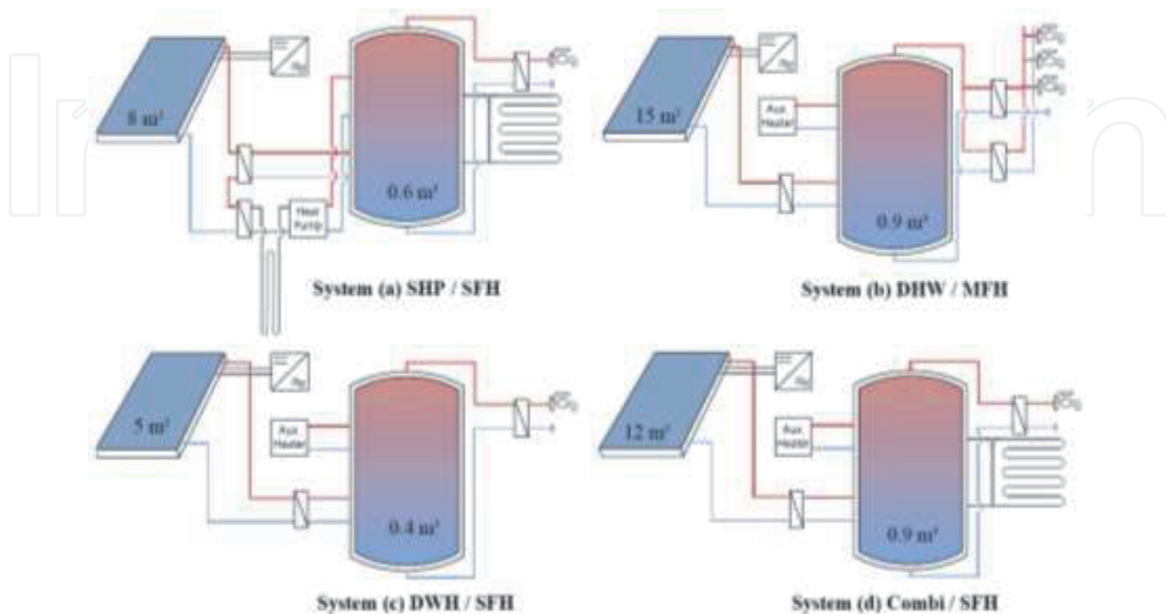 8 m²
0.6 m³
Heat
Pump
System (a) SHP / SFH
15 m²
Aux
Heater
0.9 m³
System (b) DHW / MFH
5 m²
Aux
Heater
0.4 m³
System (c) DWH / SFH
12 m²
Aux
Heater
0.9 m³
System (d) Combi / SFH